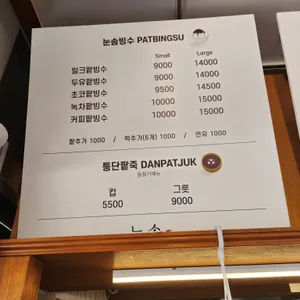 눈솜빙수 PATBINGSU
Small Large
밀크팥빙수 9000 14000
두유팥빙수 9000 14000
초코팥빙수 9500 14500
녹차팥빙수 10000 15000
커피팥빙수 10000 15000
팥추가 1000 / 떡추가(6개) 1000 / 연유 1000
통단팥죽 DANPATJUK
컵 그릇
5500 9000